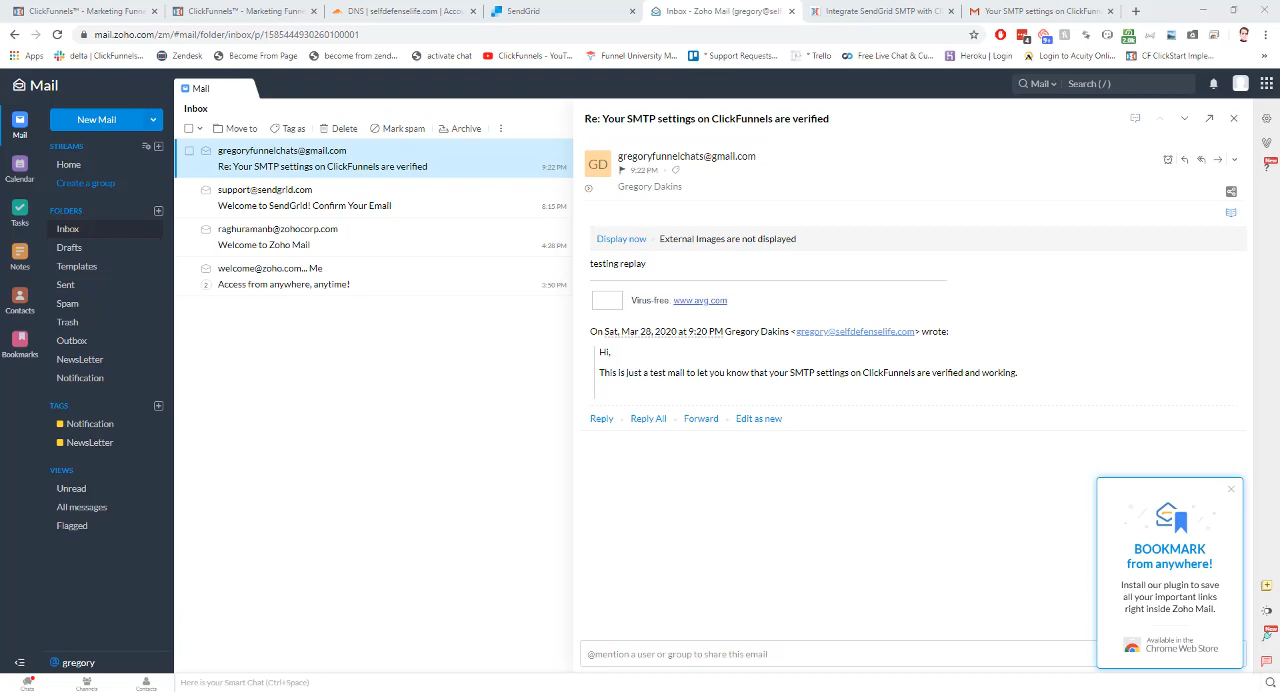 ClickFunnels™ - Marketing Funne
ClickFunnels™ - Marketing Funne
DNS | selfdefenselife.com | Accou
SendGrid
Inbox - Zoho Mail (gregory@self
Integrate SendGrid SMTP with Cl
Your SMTP settings on ClickFunn
mail.zoho.com/zm/#mail/folder/inbox/p/1585444930260100001
Apps
delta |ClickFunnels...
Zendesk
Become From Page
become from zend...
activate chat
ClickFunnels - YouT...
Funnel University M...
* Support Requests...
* Trello
Free Live Chat & Cu...
Heroku | Login
Login to Acuity Onl...
CF ClickStart Imple...
Mail
Mail
Mail
Search ( / )
Inbox
New Mail
Move to
Tag as
Delete
Mark spam
Archive
Mail
Calendar
Tasks
Notes
Contacts
Bookmarks
STREAMS
Home
Create a group
FOLDERS
Inbox
Drafts
Templates
Sent
Spam
Trash
Outbox
NewsLetter
Notification
TAGS
Notification
NewsLetter
VIEWS
Unread
All messages
Flagged
gregory
Chats
Channels
Contacts
gregoryfunnelchats@gmail.com
Re: Your SMTP settings on ClickFunnels are verified
9:22 PM
support@sendgrid.com
Welcome to SendGrid! Confirm Your Email
8:15 PM
raghuramanb@zohocorp.com
Welcome to Zoho Mail
4:28 PM
welcome@zoho.com... Me
2
Access from anywhere, anytime!
3:50 PM
Re: Your SMTP settings on ClickFunnels are verified
GD
gregoryfunnelchats@gmail.com
9:22 PM
Gregory Dakins
Display now
External Images are not displayed
testing replay
Virus-free. www.avg.com
On Sat, Mar 28, 2020 at 9:20 PM Gregory Dakins <gregory@selfdefenselife.com> wrote:
Hi,
This is just a test mail to let you know that your SMTP settings on ClickFunnels are verified and working.
Reply
Reply All
Forward
Edit as new
BOOKMARK
from anywhere!
Install our plugin to save
all your important links
right inside Zoho Mail.
Available in the
Chrome Web Store
@mention a user or group to share this email
Here is your Smart Chat (Ctrl+Space)
New
New